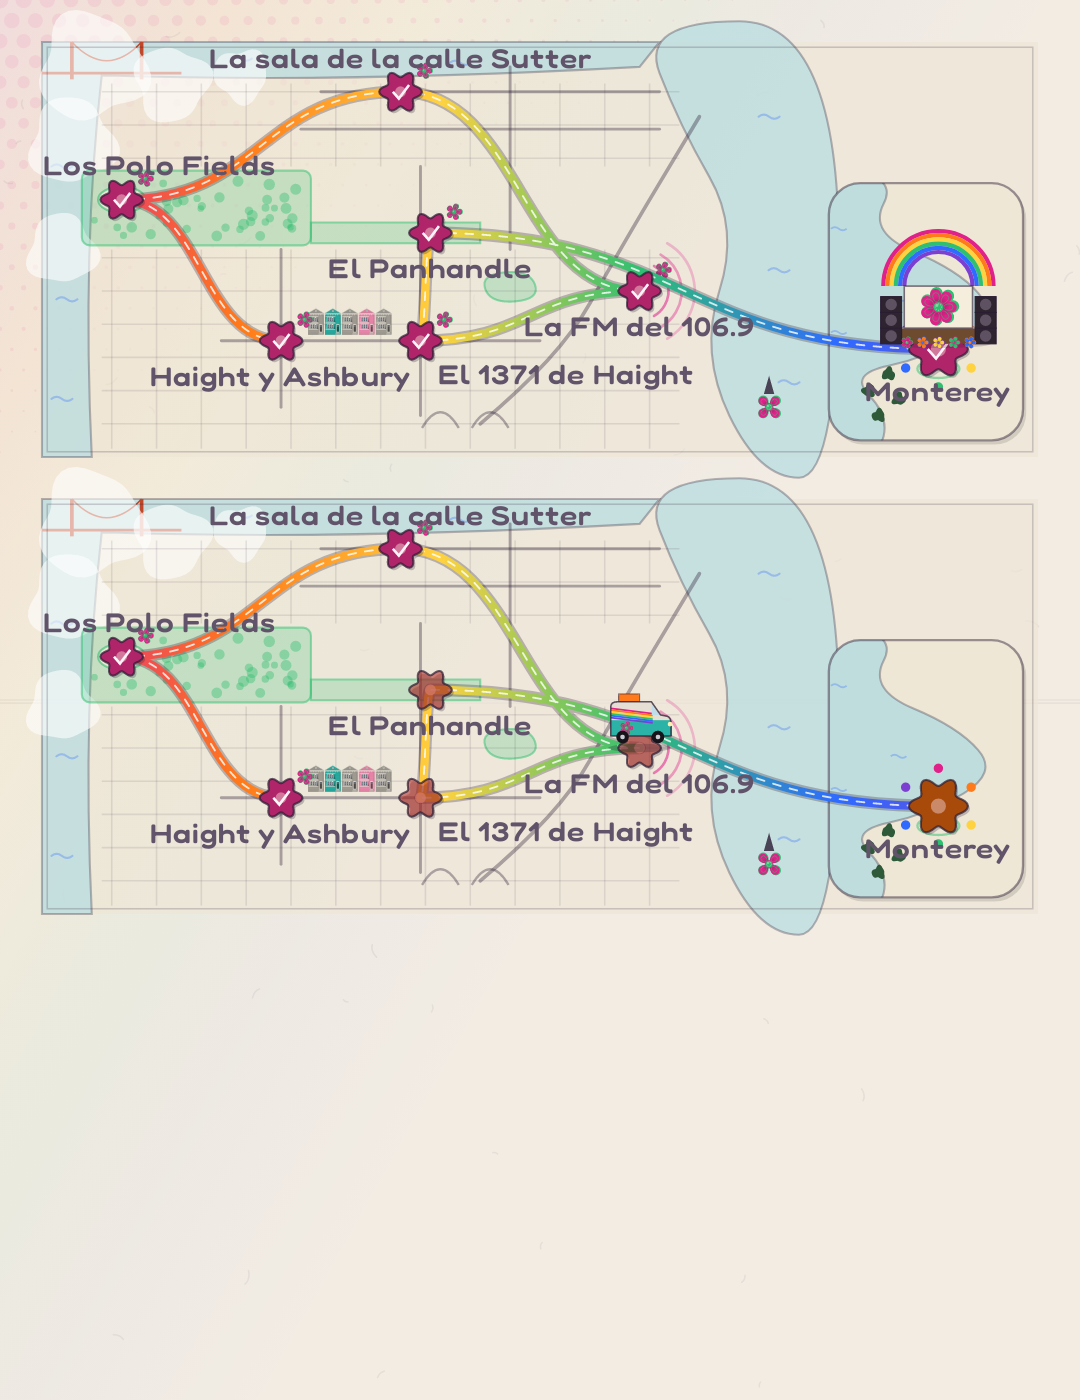 La sala de la calle Sutter
Los Polo Fields
El Panhandle
La FM del 106.9
Haight y Ashbury
El 1371 de Haight
Monterey
La sala de la calle Sutter
Los Polo Fields
El Panhandle
La FM del 106.9
Haight y Ashbury
El 1371 de Haight
Monterey